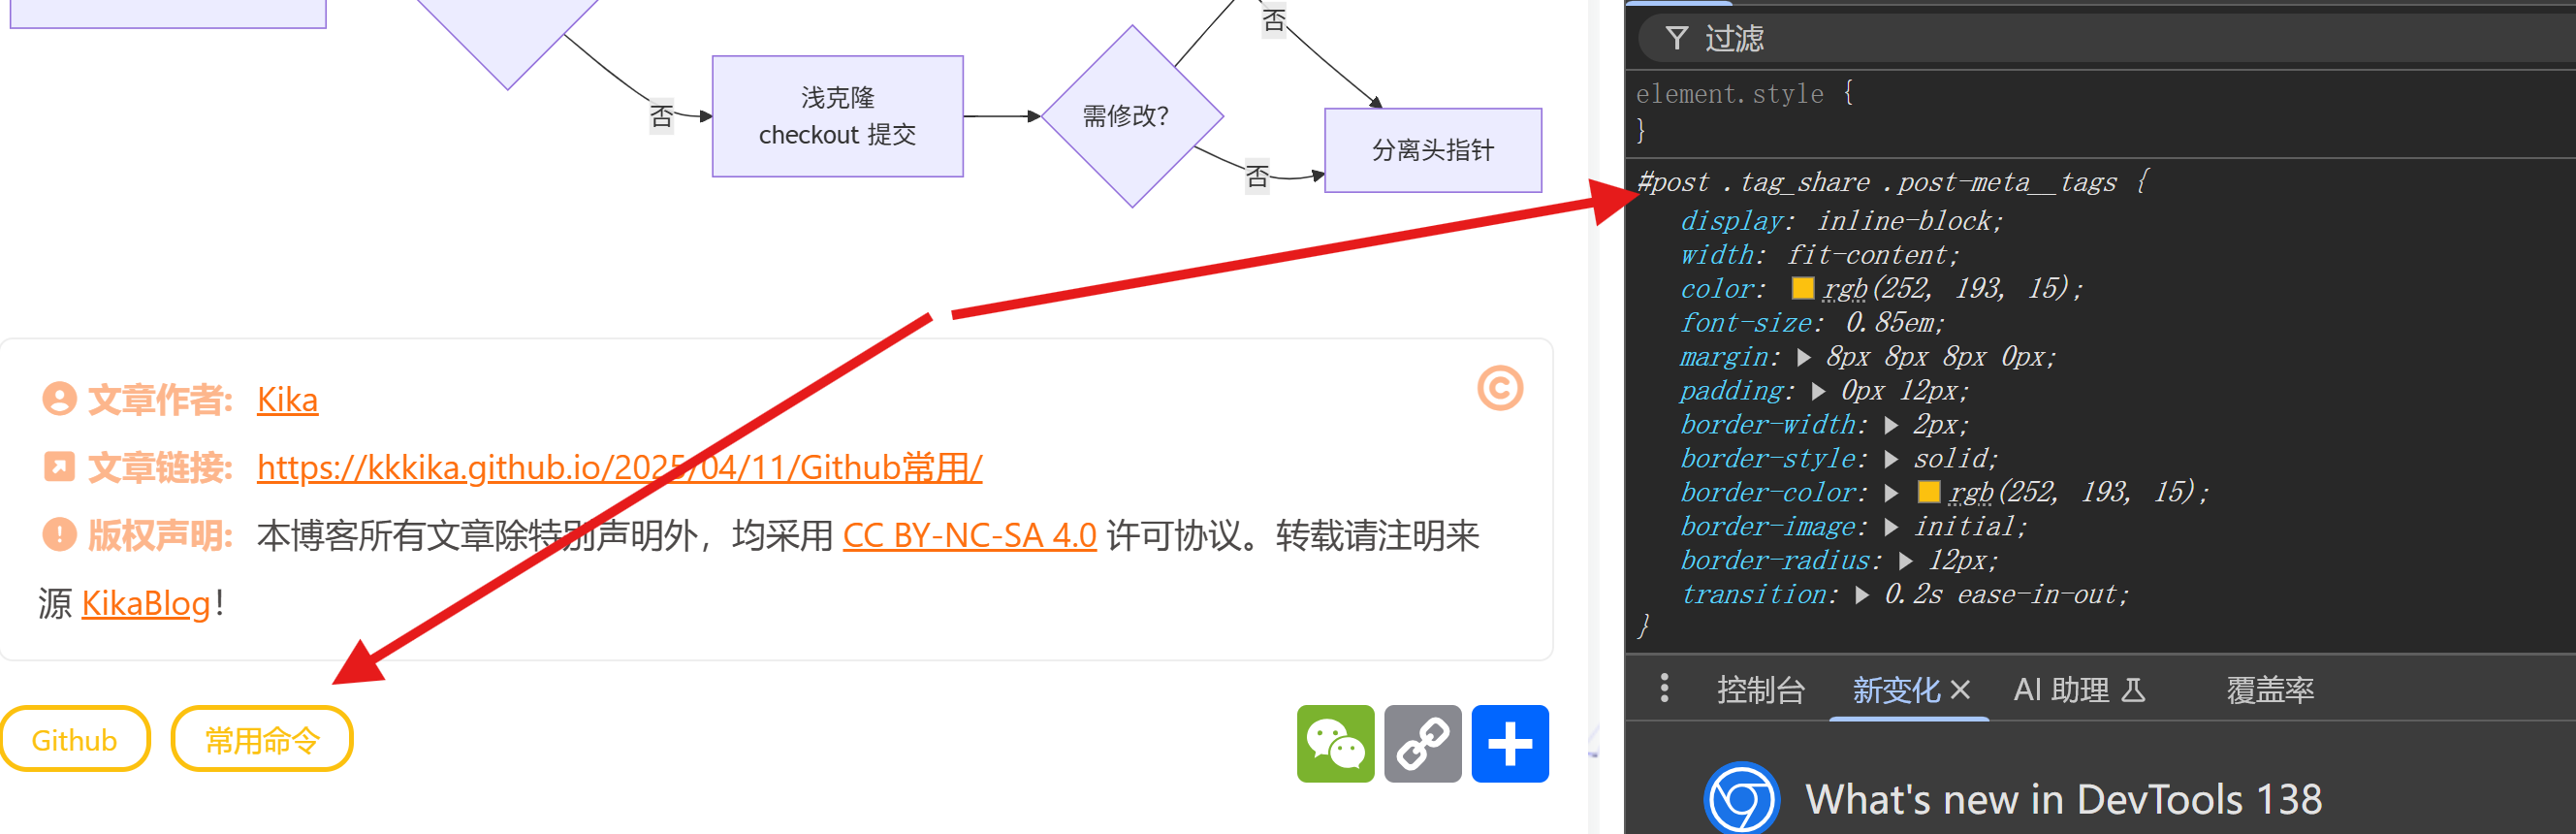 否
浅克隆
checkout 提交
否
需修改?
否
分离头指针
文章作者: Kika
文章链接: https://kkkika.github.io/2025/04/11/Github常用/
版权声明: 本博客所有文章除特别声明外，均采用 CC BY-NC-SA 4.0 许可协议。转载请注明来
源 KikaBlog！
Github
常用命令
过滤
element.style {
}
#post .tag_share .post-meta__tags {
display: inline-block;
width: fit-content;
color: rgb(252, 193, 15);
font-size: 0.85em;
margin: 8px 8px 8px 0px;
padding: 0px 12px;
border-width: 2px;
border-style: solid;
border-color: rgb(252, 193, 15);
border-image: initial;
border-radius: 12px;
transition: 0.2s ease-in-out;
}
控制台 新变化 AI 助理 覆盖率
What's new in DevTools 138